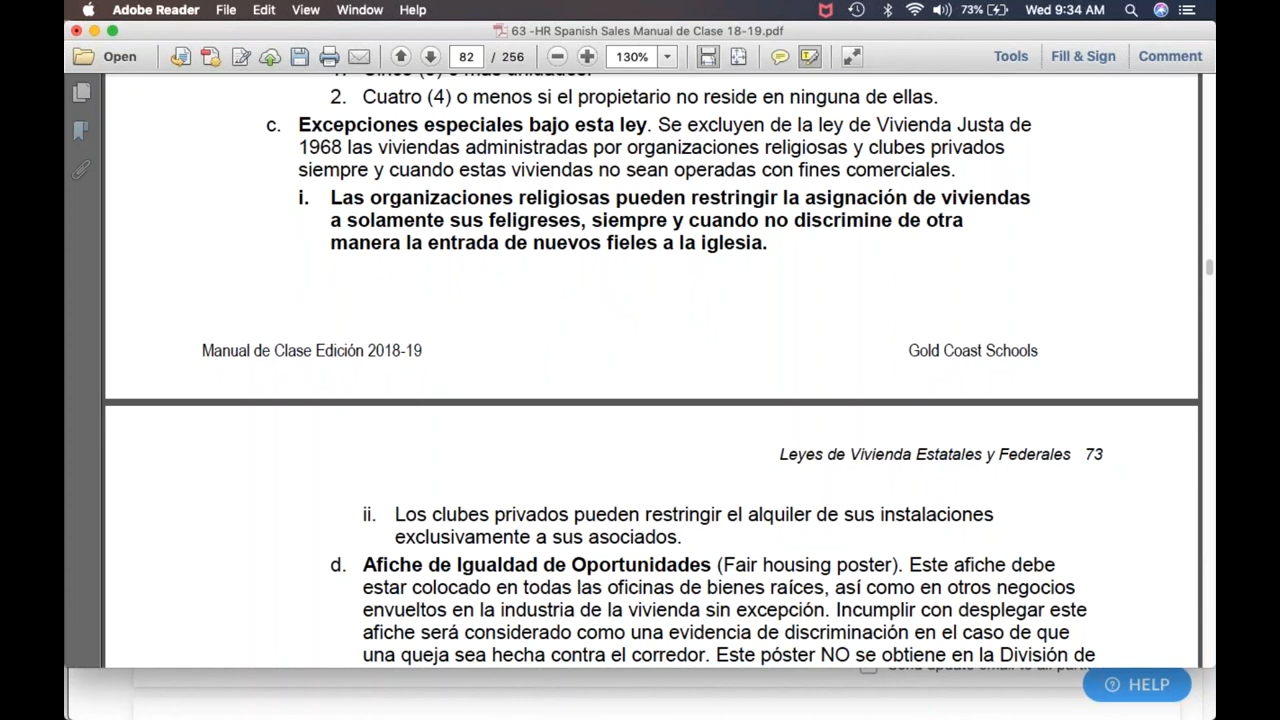 Adobe Reader File Edit View Window Help 73% Wed 9:34 AM
63 -HR Spanish Sales Manual de Clase 18-19.pdf
Open 82 / 256 130% Tools Fill & Sign Comment
2. Cuatro (4) o menos si el propietario no reside en ninguna de ellas.
c. Excepciones especiales bajo esta ley. Se excluyen de la ley de Vivienda Justa de
1968 las viviendas administradas por organizaciones religiosas y clubes privados
siempre y cuando estas viviendas no sean operadas con fines comerciales.
i. Las organizaciones religiosas pueden restringir la asignación de viviendas
a solamente sus feligreses, siempre y cuando no discrimine de otra
manera la entrada de nuevos fieles a la iglesia.
Manual de Clase Edición 2018-19 Gold Coast Schools
Leyes de Vivienda Estatales y Federales 73
ii. Los clubes privados pueden restringir el alquiler de sus instalaciones
exclusivamente a sus asociados.
d. Afiche de Igualdad de Oportunidades (Fair housing poster). Este afiche debe
estar colocado en todas las oficinas de bienes raíces, así como en otros negocios
envueltos en la industria de la vivienda sin excepción. Incumplir con desplegar este
afiche será considerado como una evidencia de discriminación en el caso de que
una queja sea hecha contra el corredor. Este póster NO se obtiene en la División de
HELP